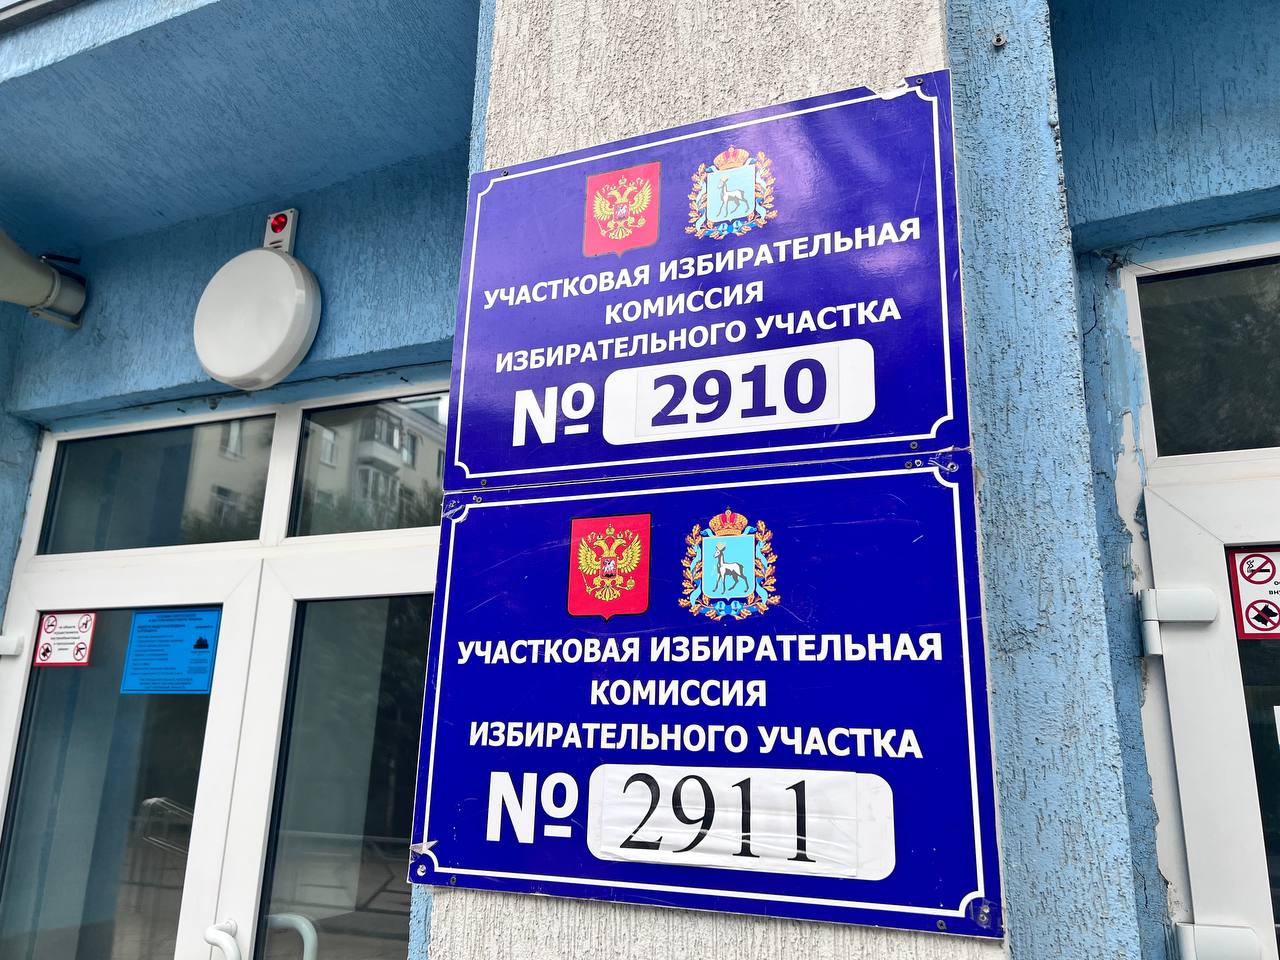 УЧАСТКОВАЯ ИЗБИРАТЕЛЬНАЯ
КОМИССИЯ
ИЗБИРАТЕЛЬНОГО УЧАСТКА
№ 2910
УЧАСТКОВАЯ ИЗБИРАТЕЛЬНАЯ
КОМИССИЯ
ИЗБИРАТЕЛЬНОГО УЧАСТКА
№ 2911